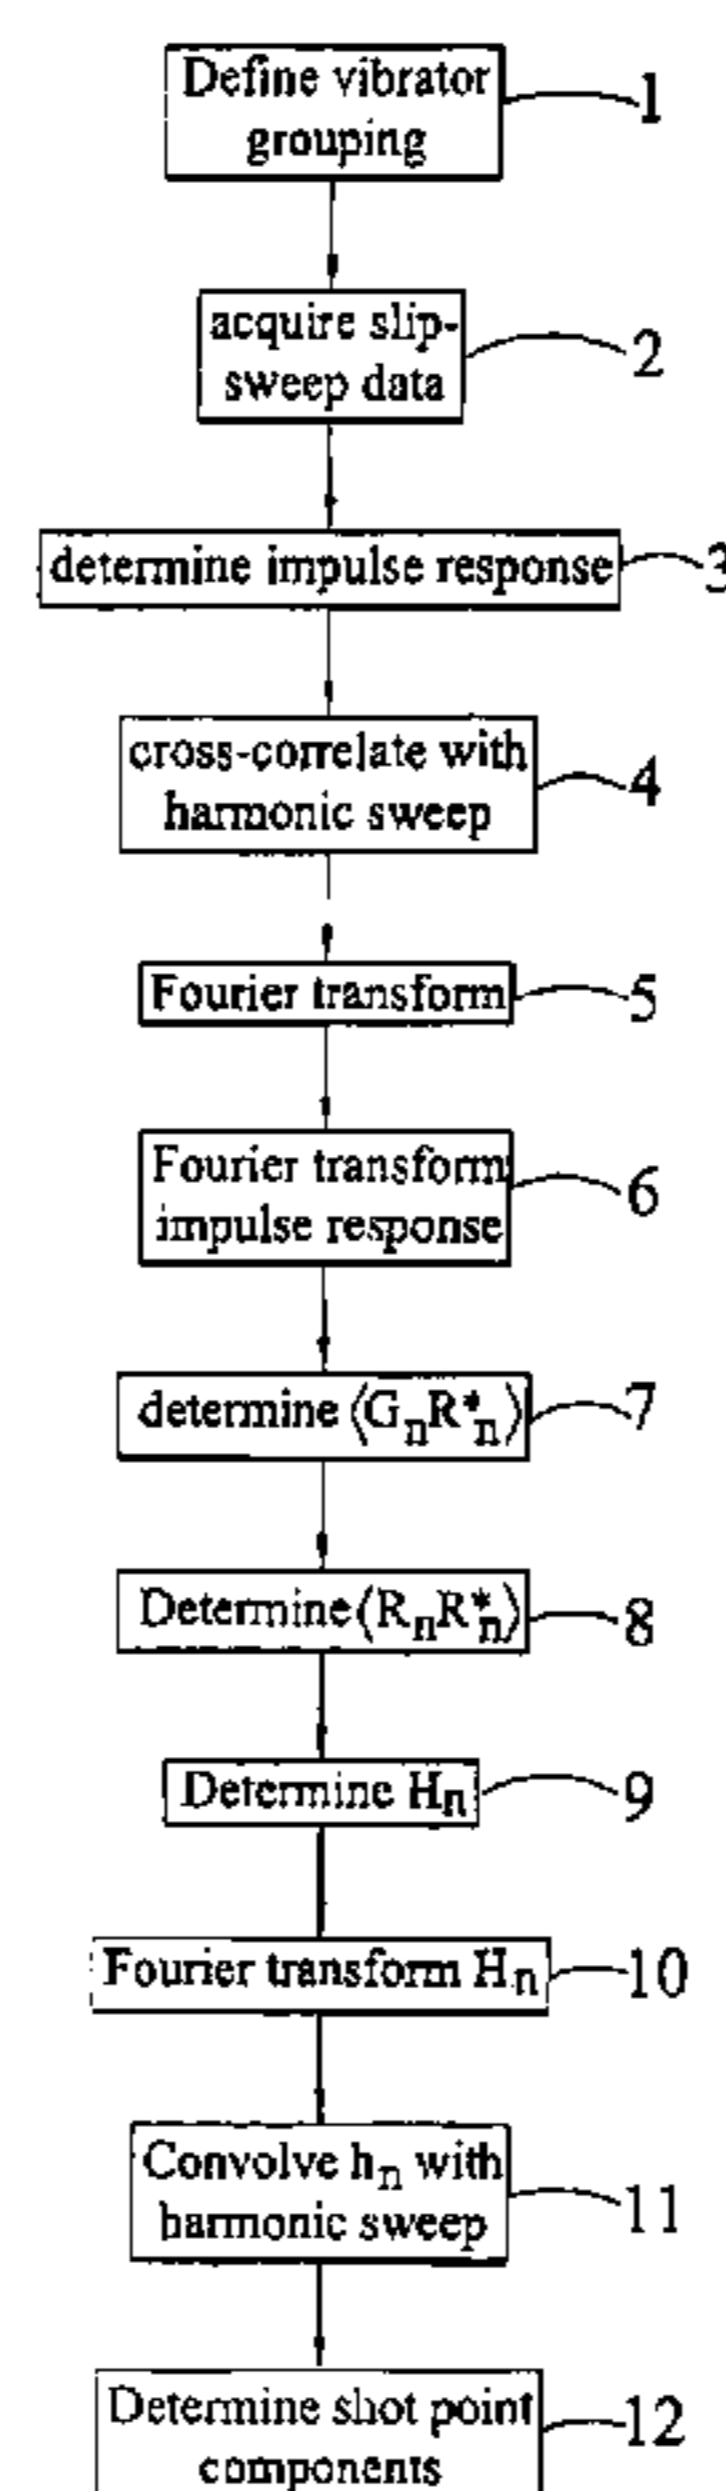 Define vibrator
grouping
1
acquire slip-
sweep data
2
determine impulse response
3
cross-correlate with
harmonic sweep
4
Fourier transform
5
Fourier transform
impulse response
6
determine ⟨GₙR*ₙ⟩
7
Determine ⟨RₙR*ₙ⟩
8
Determine Hₙ
9
Fourier transform Hₙ
10
Convolve hₙ with
harmonic sweep
11
Determine shot point
components
12